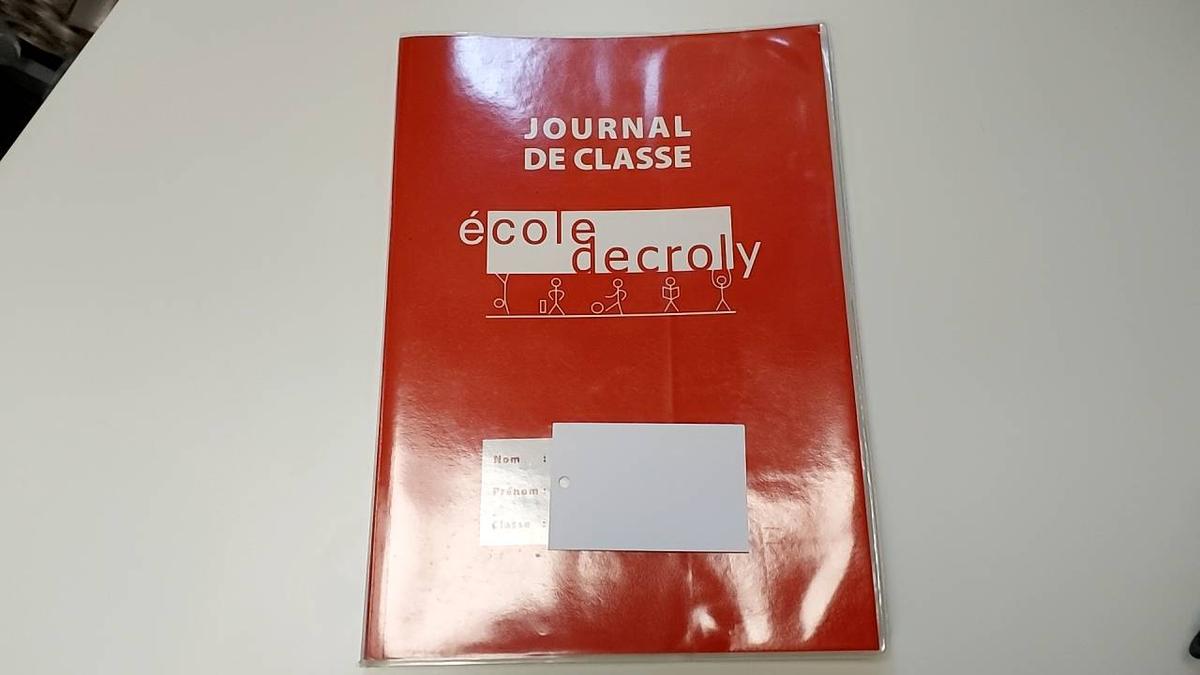 JOURNAL
DE CLASSE
école
decroly
Nom :
Prénom :
Classe :